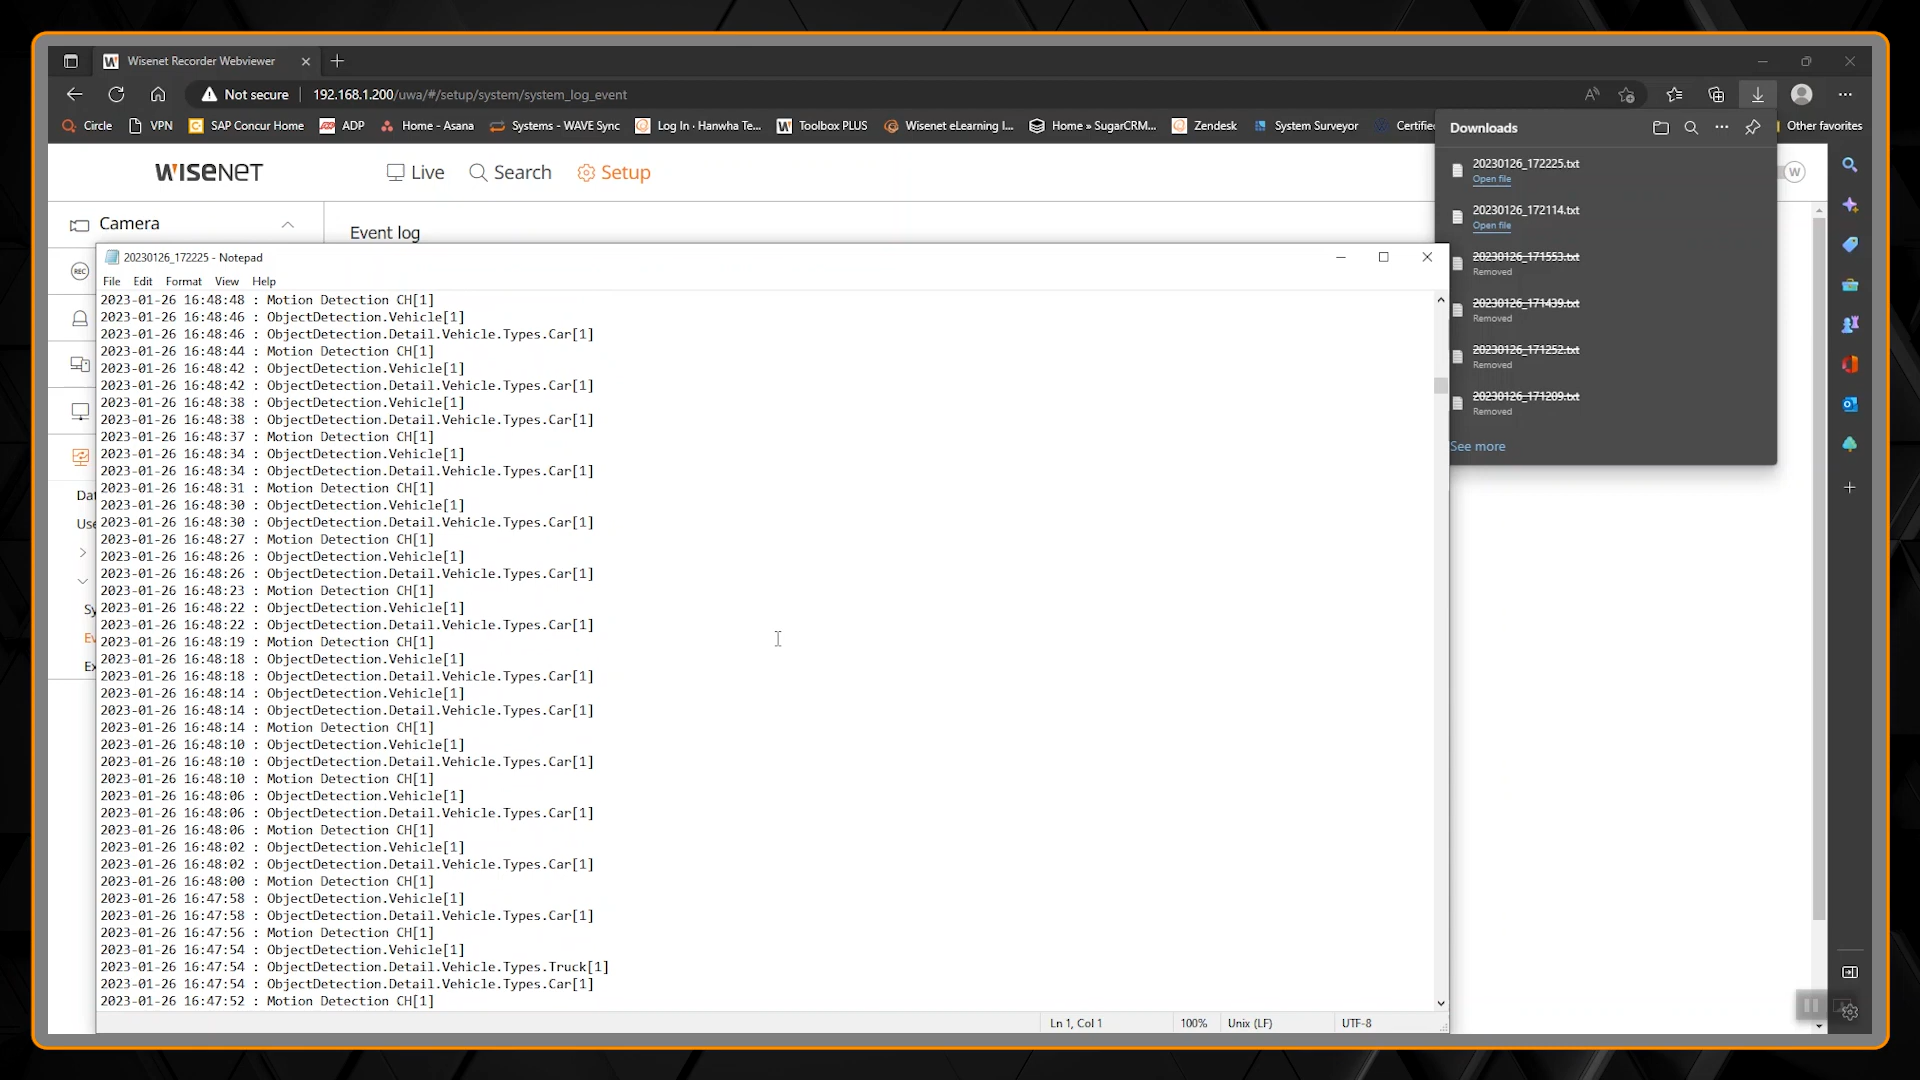 Wisenet Recorder Webviewer
Not secure
192.168.1.200/uwa/#/setup/system/system_log_event
Circle VPN SAP Concur Home ADP Home - Asana Systems - WAVE Sync Log In · Hanwha Te... Toolbox PLUS Wisenet eLearning I... Home » SugarCRM... Zendesk System Surveyor Certifie Other favorites
Downloads
20230126_172225.txt
Open file
20230126_172114.txt
Open file
20230126_171553.txt
Removed
20230126_171439.txt
Removed
20230126_171252.txt
Removed
20230126_171209.txt
Removed
See more
WISENET Live Search Setup
W
Camera
REC
Event log
Dat
Use
Sy
Ev
Ex
20230126_172225 - Notepad
File Edit Format View Help
2023-01-26 16:48:48 : Motion Detection CH[1]
2023-01-26 16:48:46 : ObjectDetection.Vehicle[1]
2023-01-26 16:48:46 : ObjectDetection.Detail.Vehicle.Types.Car[1]
2023-01-26 16:48:44 : Motion Detection CH[1]
2023-01-26 16:48:42 : ObjectDetection.Vehicle[1]
2023-01-26 16:48:42 : ObjectDetection.Detail.Vehicle.Types.Car[1]
2023-01-26 16:48:38 : ObjectDetection.Vehicle[1]
2023-01-26 16:48:38 : ObjectDetection.Detail.Vehicle.Types.Car[1]
2023-01-26 16:48:37 : Motion Detection CH[1]
2023-01-26 16:48:34 : ObjectDetection.Vehicle[1]
2023-01-26 16:48:34 : ObjectDetection.Detail.Vehicle.Types.Car[1]
2023-01-26 16:48:31 : Motion Detection CH[1]
2023-01-26 16:48:30 : ObjectDetection.Vehicle[1]
2023-01-26 16:48:30 : ObjectDetection.Detail.Vehicle.Types.Car[1]
2023-01-26 16:48:27 : Motion Detection CH[1]
2023-01-26 16:48:26 : ObjectDetection.Vehicle[1]
2023-01-26 16:48:26 : ObjectDetection.Detail.Vehicle.Types.Car[1]
2023-01-26 16:48:23 : Motion Detection CH[1]
2023-01-26 16:48:22 : ObjectDetection.Vehicle[1]
2023-01-26 16:48:22 : ObjectDetection.Detail.Vehicle.Types.Car[1]
2023-01-26 16:48:19 : Motion Detection CH[1]
2023-01-26 16:48:18 : ObjectDetection.Vehicle[1]
2023-01-26 16:48:18 : ObjectDetection.Detail.Vehicle.Types.Car[1]
2023-01-26 16:48:14 : ObjectDetection.Vehicle[1]
2023-01-26 16:48:14 : ObjectDetection.Detail.Vehicle.Types.Car[1]
2023-01-26 16:48:14 : Motion Detection CH[1]
2023-01-26 16:48:10 : ObjectDetection.Vehicle[1]
2023-01-26 16:48:10 : ObjectDetection.Detail.Vehicle.Types.Car[1]
2023-01-26 16:48:10 : Motion Detection CH[1]
2023-01-26 16:48:06 : ObjectDetection.Vehicle[1]
2023-01-26 16:48:06 : ObjectDetection.Detail.Vehicle.Types.Car[1]
2023-01-26 16:48:06 : Motion Detection CH[1]
2023-01-26 16:48:02 : ObjectDetection.Vehicle[1]
2023-01-26 16:48:02 : ObjectDetection.Detail.Vehicle.Types.Car[1]
2023-01-26 16:48:00 : Motion Detection CH[1]
2023-01-26 16:47:58 : ObjectDetection.Vehicle[1]
2023-01-26 16:47:58 : ObjectDetection.Detail.Vehicle.Types.Car[1]
2023-01-26 16:47:56 : Motion Detection CH[1]
2023-01-26 16:47:54 : ObjectDetection.Vehicle[1]
2023-01-26 16:47:54 : ObjectDetection.Detail.Vehicle.Types.Truck[1]
2023-01-26 16:47:54 : ObjectDetection.Detail.Vehicle.Types.Car[1]
2023-01-26 16:47:52 : Motion Detection CH[1]
Ln 1, Col 1 100% Unix (LF) UTF-8